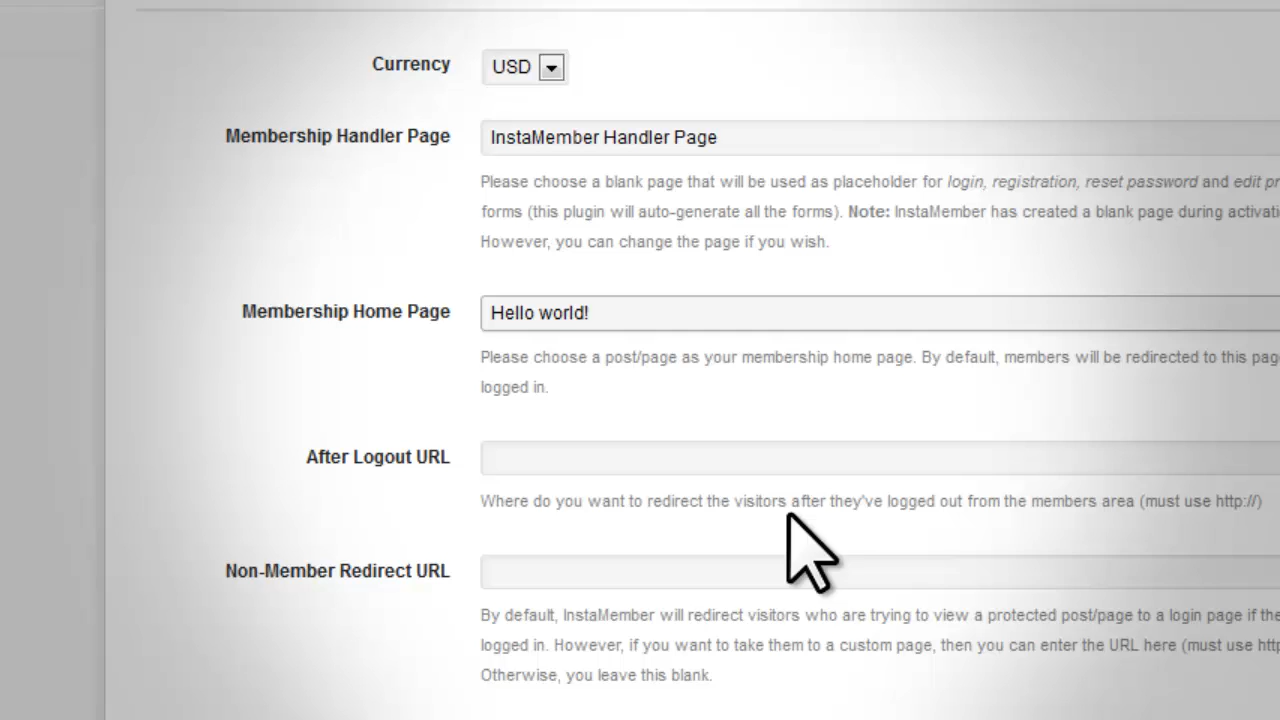 Currency USD
Membership Handler Page InstaMember Handler Page
Please choose a blank page that will be used as placeholder for login, registration, reset password and edit
forms (this plugin will auto-generate all the forms). Note: InstaMember has created a blank page during
However, you can change the page if you wish.
Membership Home Page Hello world!
Please choose a post/page as your membership home page. By default, members will be redirected to this
logged in.
After Logout URL
Where do you want to redirect the visitors after they've logged out from the members area (must use http://)
Non-Member Redirect URL
By default, InstaMember will redirect visitors who are trying to view a protected post/page to a login page if
logged in. However, if you want to take them to a custom page, then you can enter the URL here (must use
Otherwise, you leave this blank.